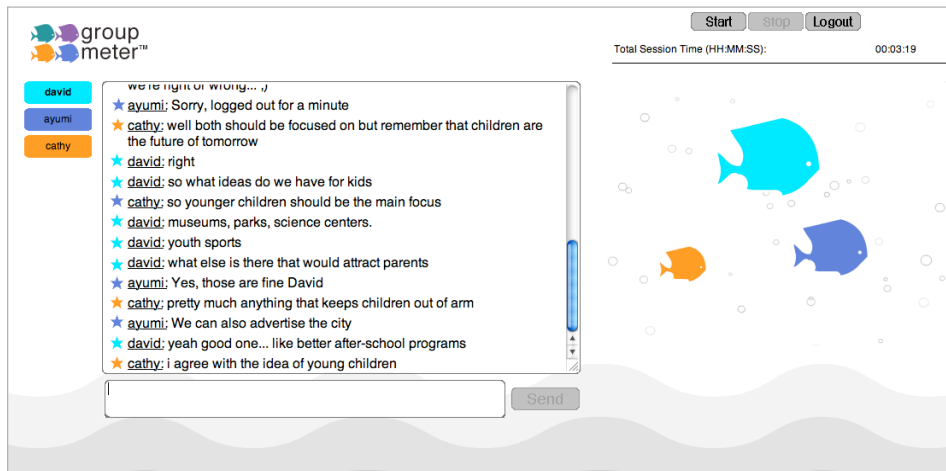 Start Stop Logout
group
meter™
Total Session Time (HH:MM:SS): 00:03:19
david
ayumi
cathy
we're right or wrong... ;)
ayumi: Sorry, logged out for a minute
cathy: well both should be focused on but remember that children are
the future of tomorrow
david: right
david: so what ideas do we have for kids
cathy: so younger children should be the main focus
david: museums, parks, science centers.
david: youth sports
david: what else is there that would attract parents
ayumi: Yes, those are fine David
cathy: pretty much anything that keeps children out of arm
ayumi: We can also advertise the city
david: yeah good one... like better after-school programs
cathy: i agree with the idea of young children
Send